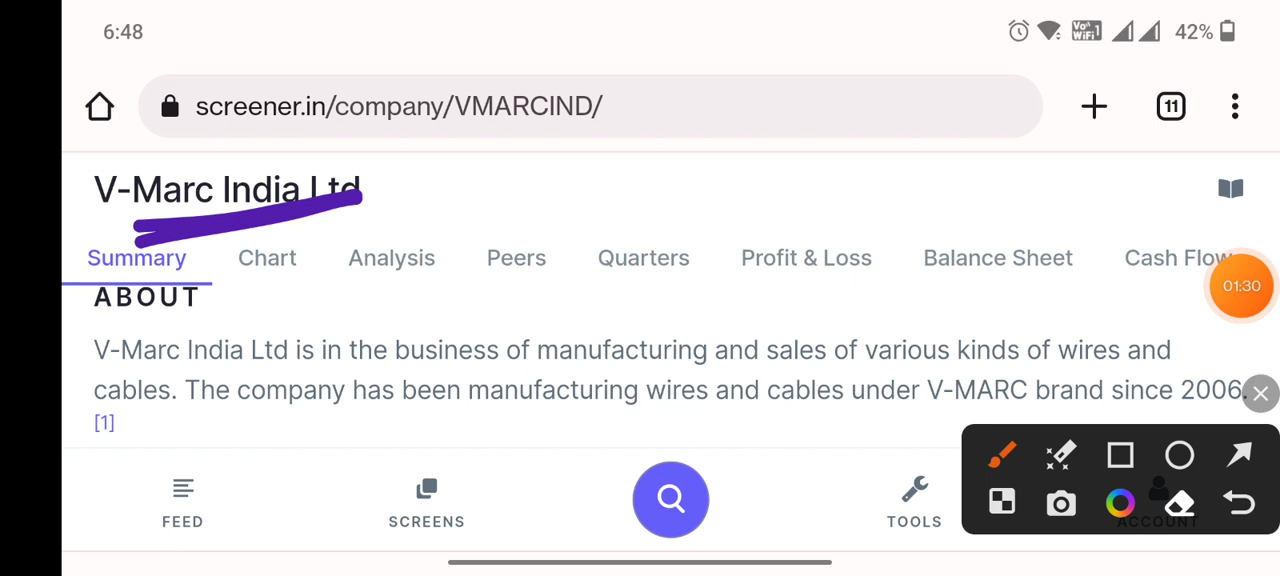 6:48
Vo WiFi 1
42%
screener.in/company/VMARCIND/
11
V-Marc India Ltd
Summary Chart Analysis Peers Quarters Profit & Loss Balance Sheet Cash Flow
01:30
ABOUT
V-Marc India Ltd is in the business of manufacturing and sales of various kinds of wires and
cables. The company has been manufacturing wires and cables under V-MARC brand since 2006.
[1]
FEED SCREENS TOOLS ACCOUNT